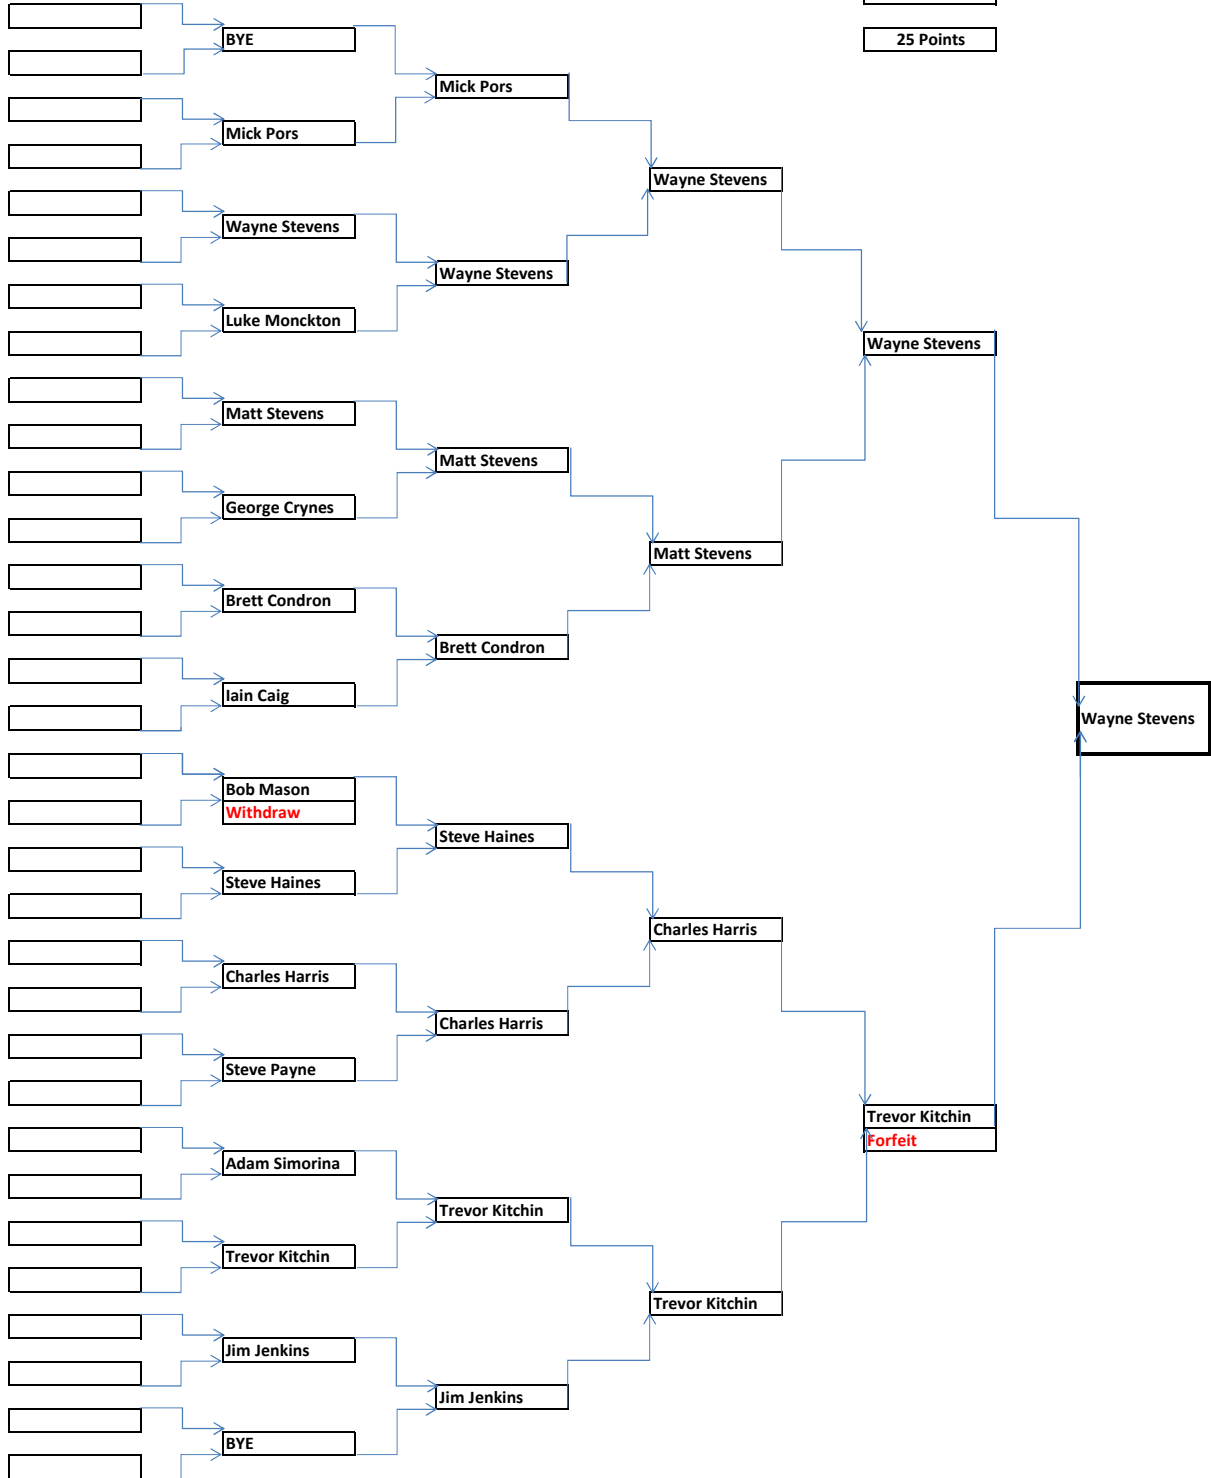 25 Points
BYE
Mick Pors
Wayne Stevens
Luke Monckton
Matt Stevens
George Crynes
Brett Condron
Iain Caig
Bob Mason
Withdraw
Steve Haines
Charles Harris
Steve Payne
Adam Simorina
Trevor Kitchin
Jim Jenkins
BYE
Mick Pors
Wayne Stevens
Matt Stevens
Brett Condron
Steve Haines
Charles Harris
Trevor Kitchin
Jim Jenkins
Wayne Stevens
Matt Stevens
Charles Harris
Trevor Kitchin
Wayne Stevens
Trevor Kitchin
Forfeit
Wayne Stevens